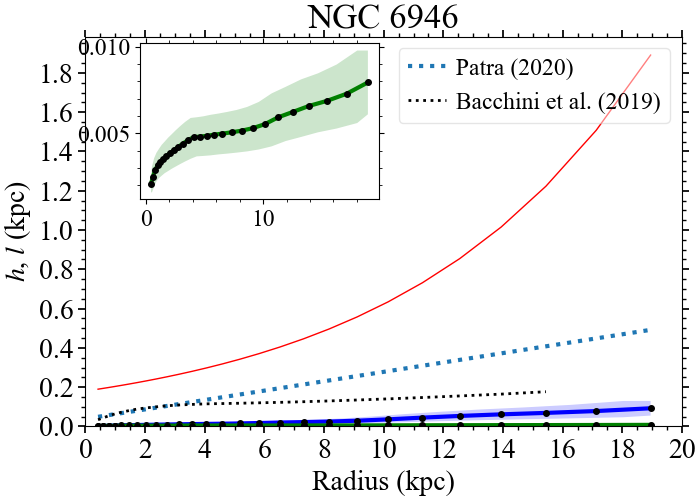 NGC 6946
0.010
0.005
0 10
Patra (2020)
Bacchini et al. (2019)
1.8
1.6
1.4
1.2
1.0
0.8
0.6
0.4
0.2
0.0
h, l (kpc)
0 2 4 6 8 10 12 14 16 18 20
Radius (kpc)